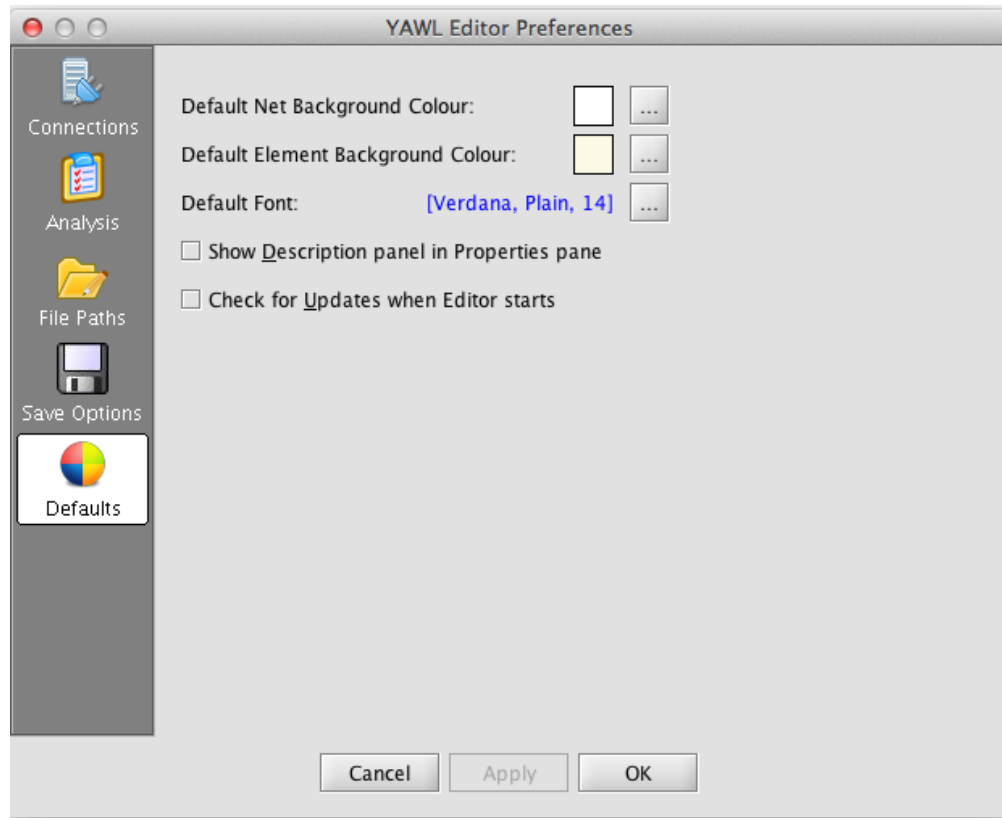 YAWL Editor Preferences
Connections
Analysis
File Paths
Save Options
Defaults
Default Net Background Colour: ...
Default Element Background Colour: ...
Default Font: [Verdana, Plain, 14] ...
Show Description panel in Properties pane
Check for Updates when Editor starts
Cancel Apply OK